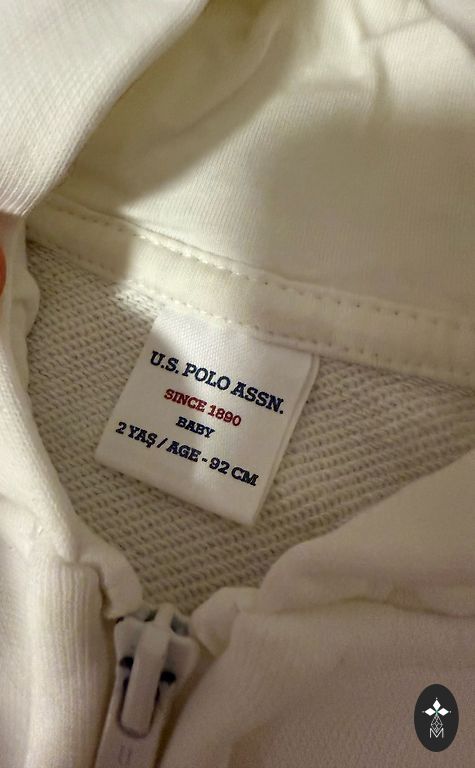 U.S. POLO ASSN.
SINCE 1890
BABY
2 YAŞ / AGE - 92 CM
U
M